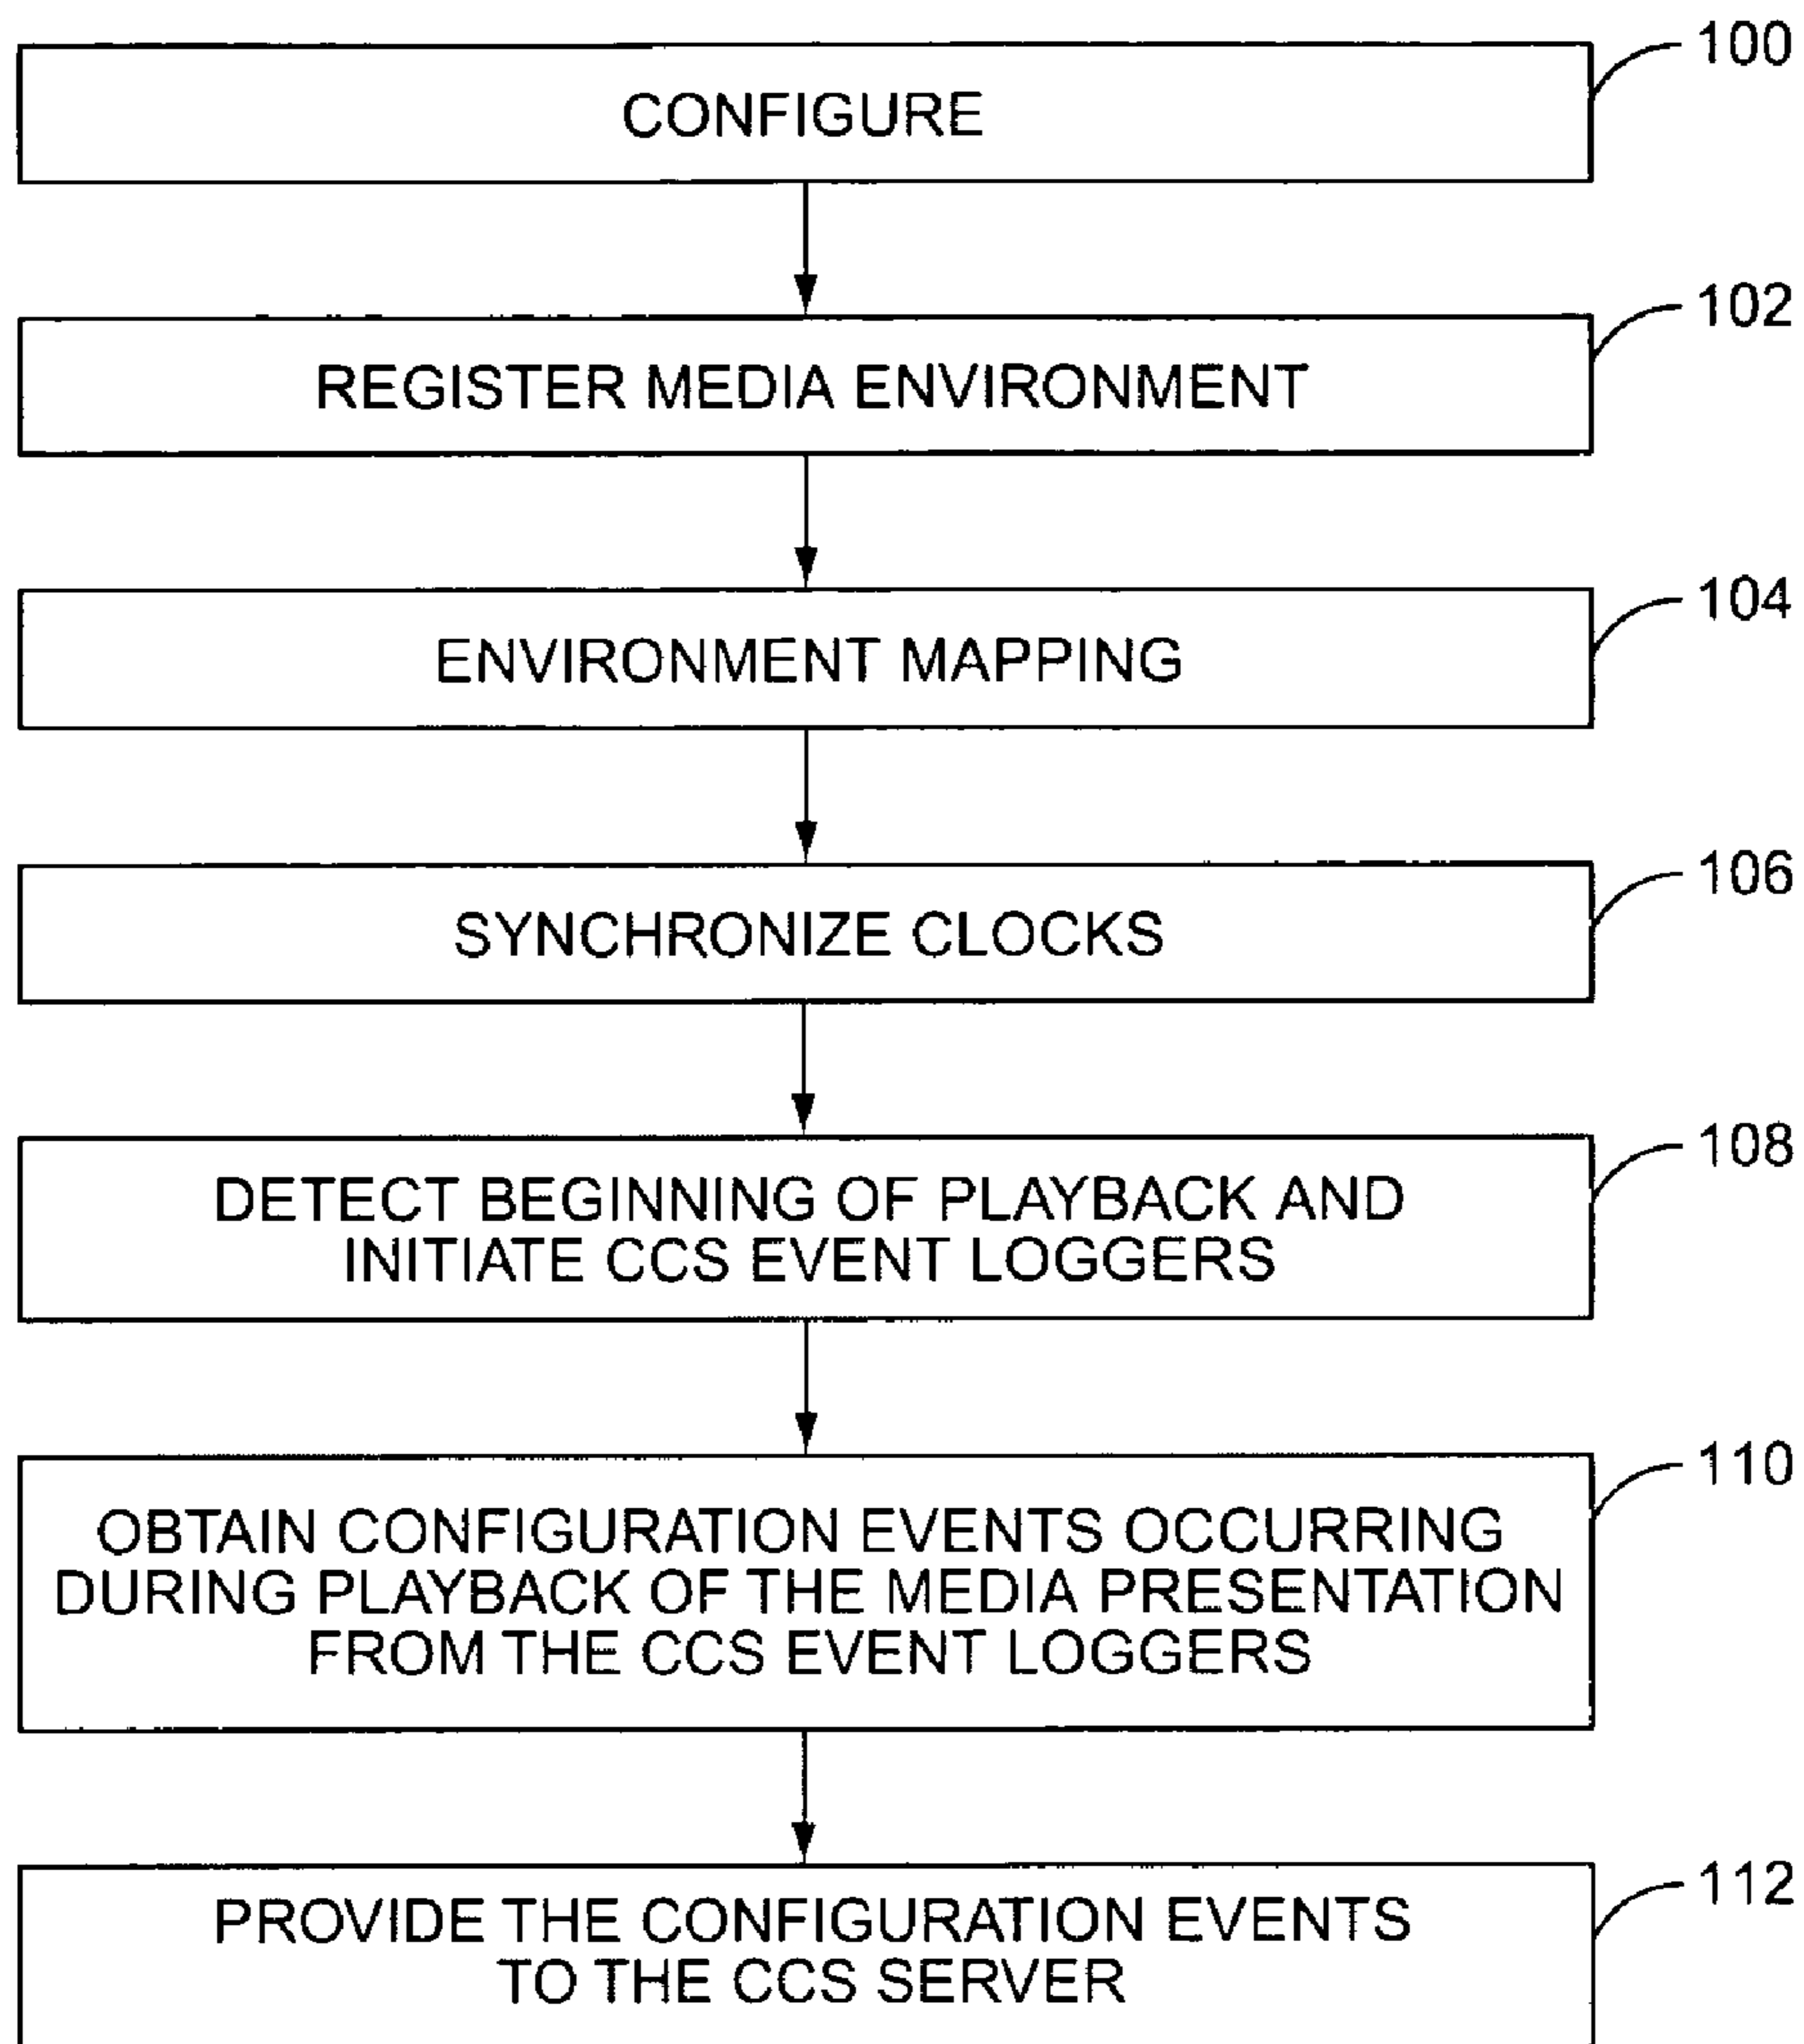 100
CONFIGURE
102
REGISTER MEDIA ENVIRONMENT
104
ENVIRONMENT MAPPING
106
SYNCHRONIZE CLOCKS
108
DETECT BEGINNING OF PLAYBACK AND
INITIATE CCS EVENT LOGGERS
110
OBTAIN CONFIGURATION EVENTS OCCURRING
DURING PLAYBACK OF THE MEDIA PRESENTATION
FROM THE CCS EVENT LOGGERS
112
PROVIDE THE CONFIGURATION EVENTS
TO THE CCS SERVER